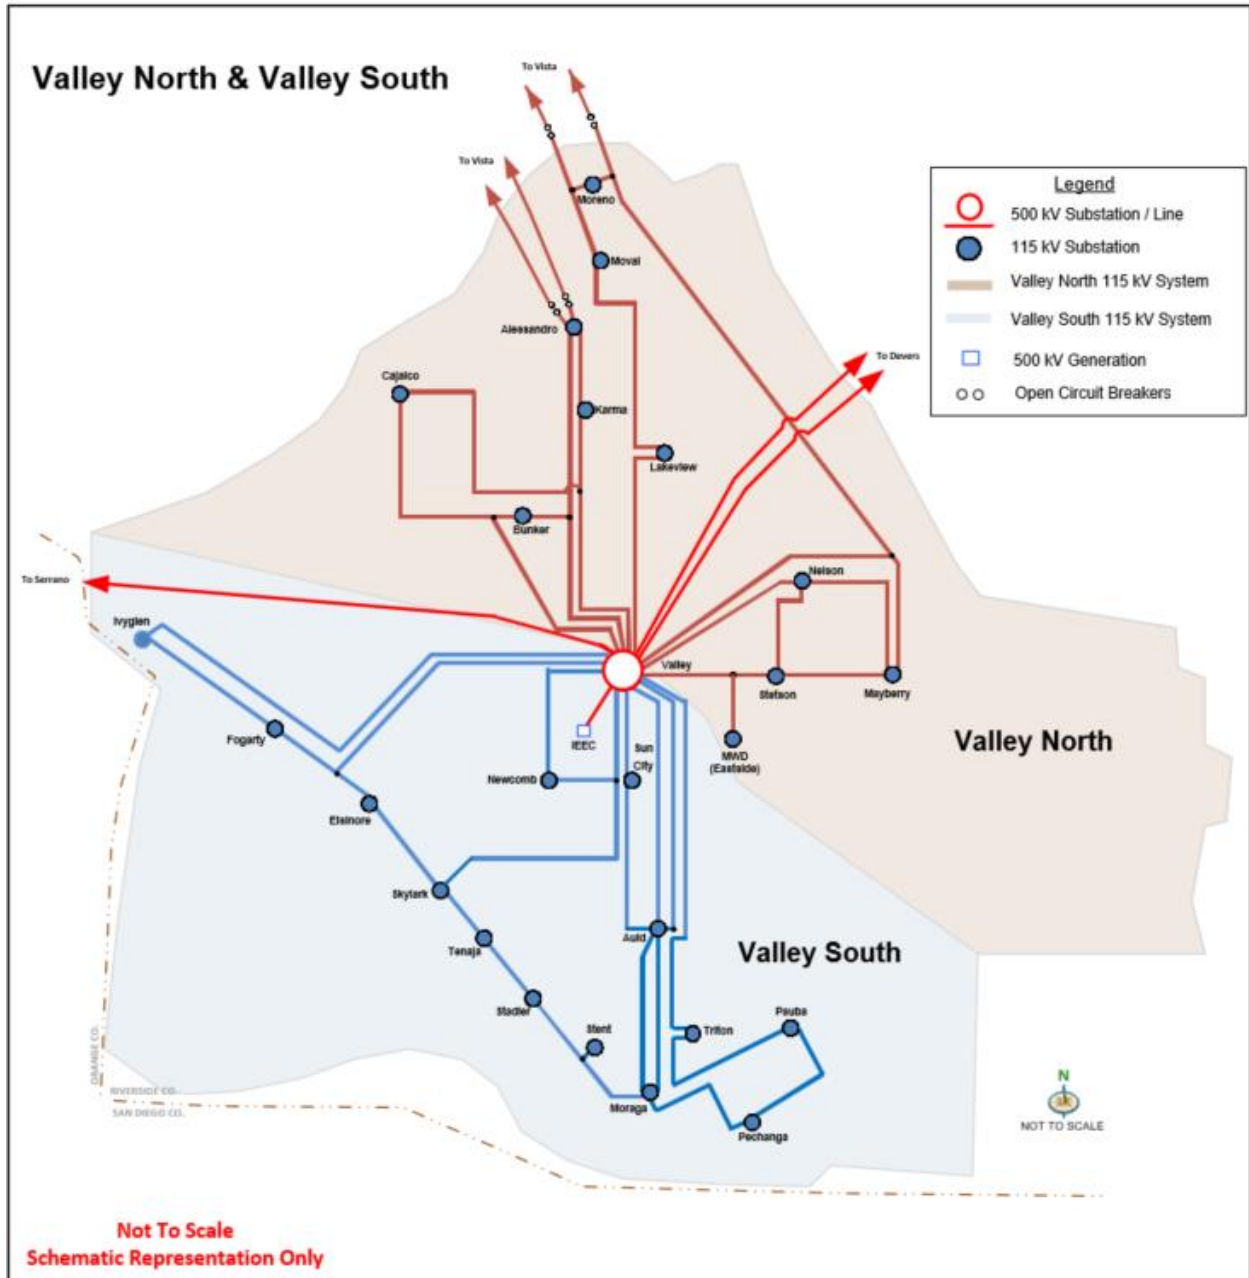 Valley North & Valley South
To Vista
To Vista
Moreno
Moval
Alessandro
Cajalco
Karma
Lakeview
Bunker
To Devers
Legend
500 kV Substation / Line
115 kV Substation
Valley North 115 kV System
Valley South 115 kV System
500 kV Generation
Open Circuit Breakers
To Serrano
Ivyglen
Nelson
Valley
Stetson
Mayberry
Fogarty
IEEC
Sun
City
MWD
(Eastside)
Valley North
Newcomb
Elsinore
Skylark
Auld
Valley South
Tenaja
Stadler
Stent
Triton
Pauba
Moraga
Pechanga
ORANGE CO.
RIVERSIDE CO.
SAN DIEGO CO.
N
NOT TO SCALE
Not To Scale
Schematic Representation Only